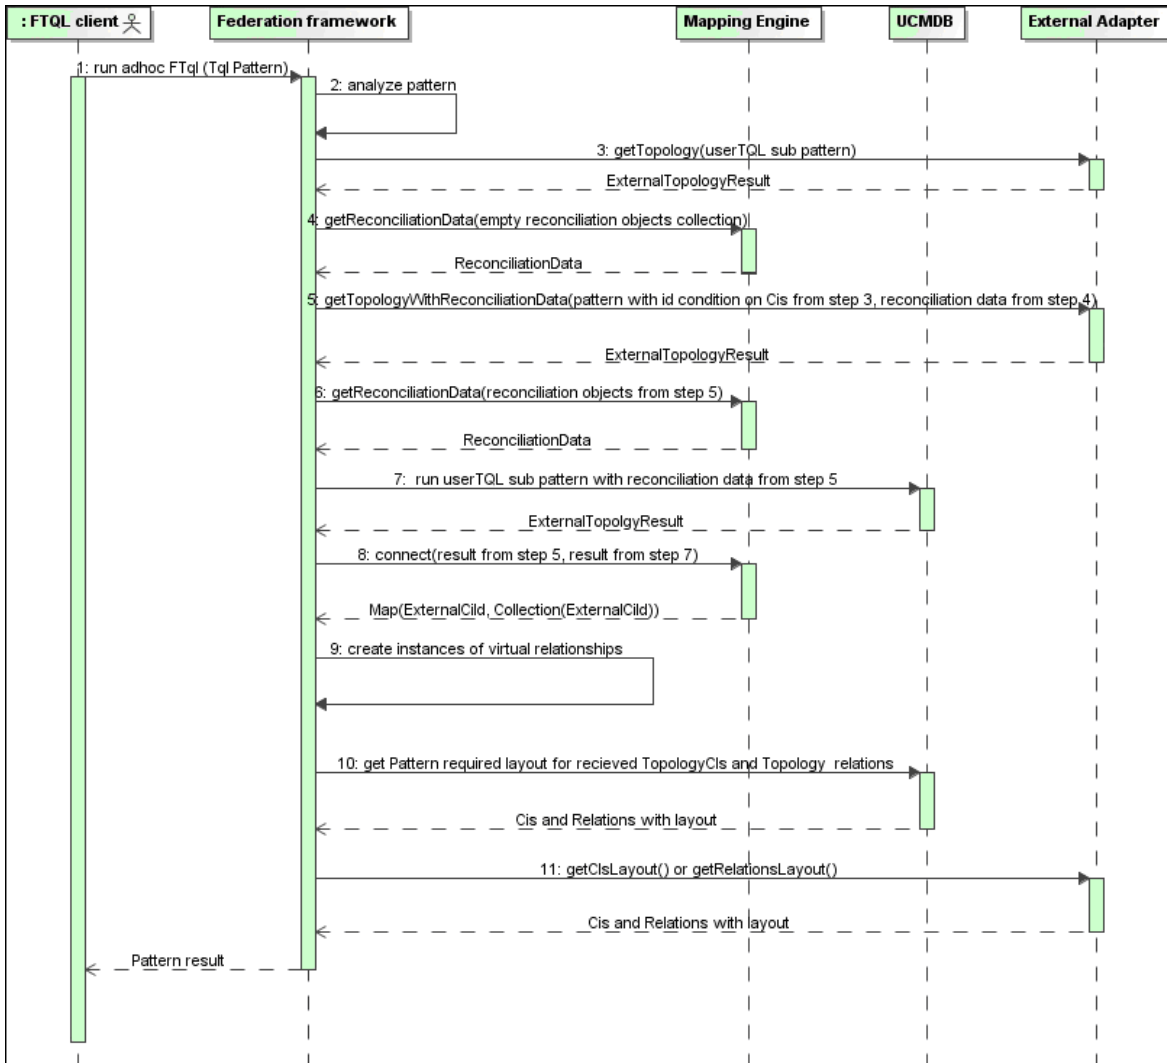 : FTQL client
Federation framework
Mapping Engine
UCMDB
External Adapter
1: run adhoc FTql (Tql Pattern)
2: analyze pattern
3: getTopology(userTQL sub pattern)
ExternalTopologyResult
4: getReconciliationData(empty reconciliation objects collection)
ReconciliationData
5: getTopologyWithReconciliationData(pattern with id condition on Cis from step 3, reconciliation data from step 4)
ExternalTopologyResult
6: getReconciliationData(reconciliation objects from step 5)
ReconciliationData
7: run userTQL sub pattern with reconciliation data from step 5
ExternalTopolgyResult
8: connect(result from step 5, result from step 7)
Map(ExternalCiId, Collection(ExternalCiId))
9: create instances of virtual relationships
10: get Pattern required layout for recieved TopologyCIs and Topology relations
Cis and Relations with layout
11: getCIsLayout() or getRelationsLayout()
Cis and Relations with layout
Pattern result